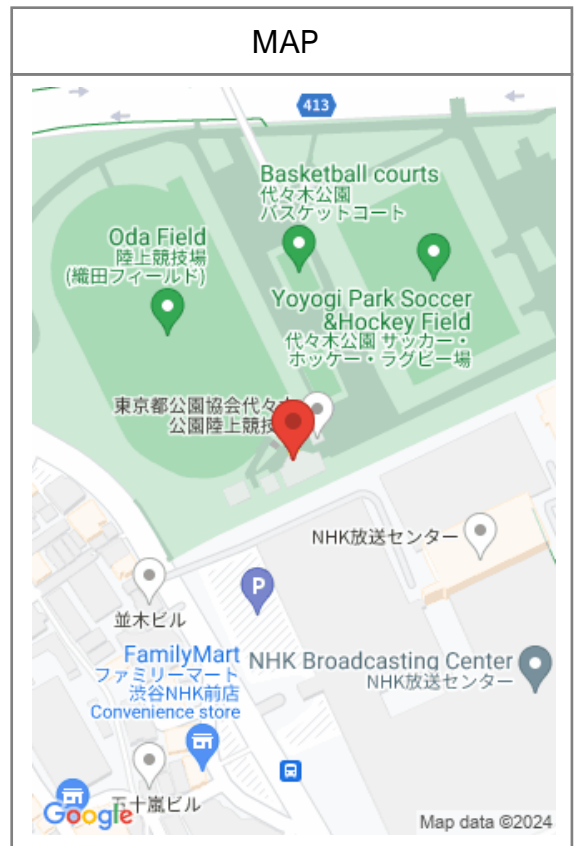 MAP
413
Basketball courts
代々木公園
バスケットコート
Oda Field
陸上競技場
(織田フィールド)
Yoyogi Park Soccer
&Hockey Field
代々木公園 サッカー・
ホッケー・ラグビー場
東京都公園協会代々木
公園陸上競技
NHK放送センター
P
並木ビル
FamilyMart
ファミリーマート
渋谷NHK前店
Convenience store
NHK Broadcasting Center
NHK放送センター
五十嵐ビル
Google
Map data ©2024